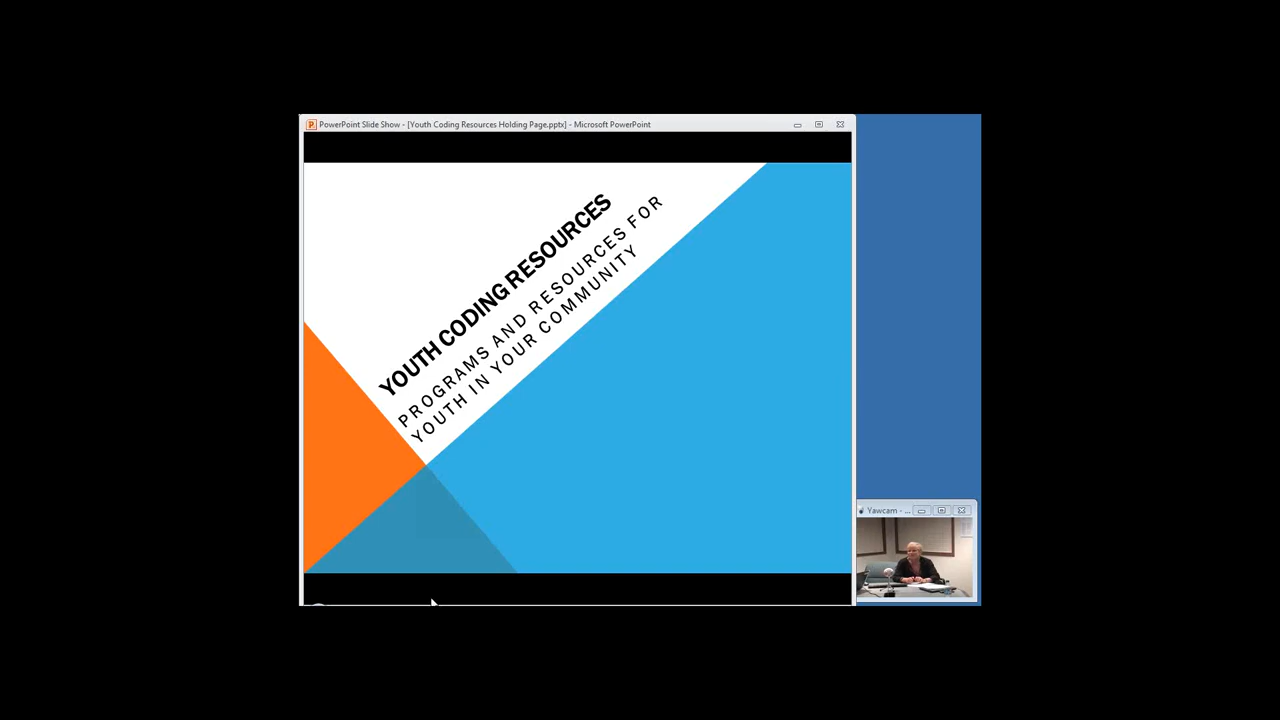 PowerPoint Slide Show - [Youth Coding Resources Holding Page.pptx] - Microsoft PowerPoint
YOUTH CODING RESOURCES
PROGRAMS AND RESOURCES FOR
YOUTH IN YOUR COMMUNITY
Yawcam - ...